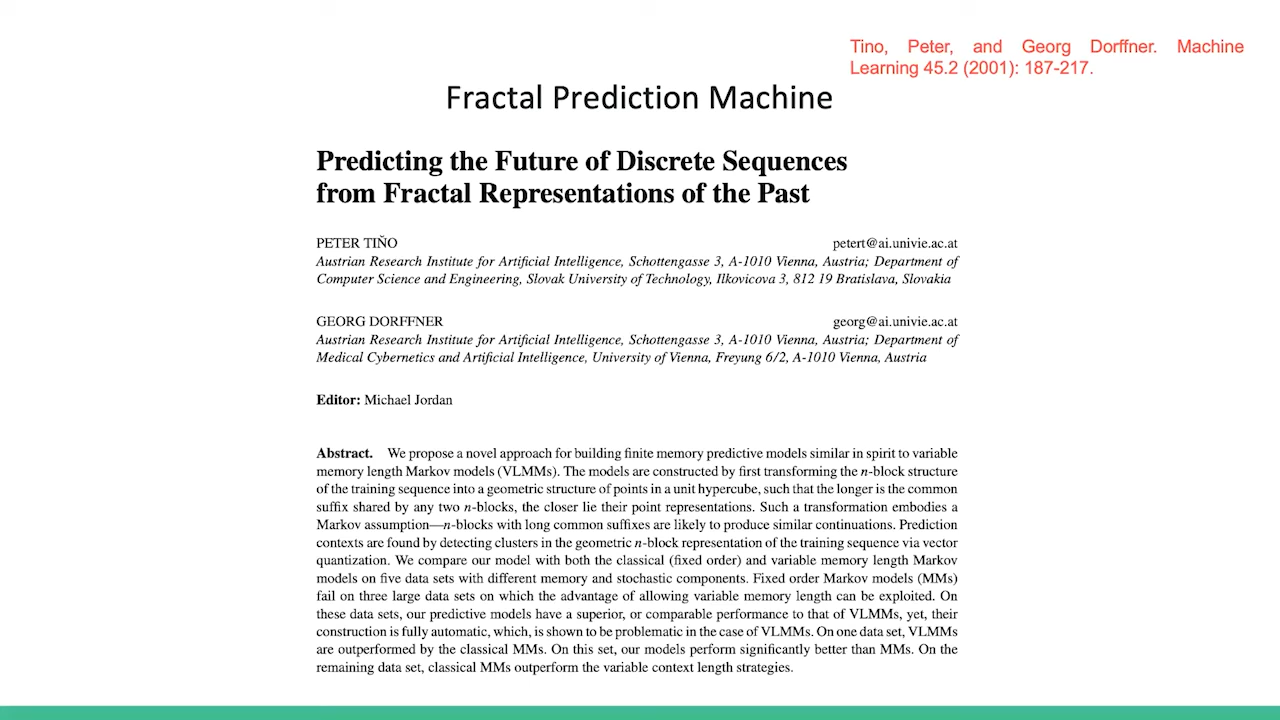 Tino, Peter, and Georg Dorffner. Machine
Learning 45.2 (2001): 187-217.
Fractal Prediction Machine
Predicting the Future of Discrete Sequences
from Fractal Representations of the Past
PETER TIŇO petert@ai.univie.ac.at
Austrian Research Institute for Artificial Intelligence, Schottengasse 3, A-1010 Vienna, Austria; Department of
Computer Science and Engineering, Slovak University of Technology, Ilkovicova 3, 812 19 Bratislava, Slovakia
GEORG DORFFNER georg@ai.univie.ac.at
Austrian Research Institute for Artificial Intelligence, Schottengasse 3, A-1010 Vienna, Austria; Department of
Medical Cybernetics and Artificial Intelligence, University of Vienna, Freyung 6/2, A-1010 Vienna, Austria
Editor: Michael Jordan
Abstract. We propose a novel approach for building finite memory predictive models similar in spirit to variable
memory length Markov models (VLMMs). The models are constructed by first transforming the n-block structure
of the training sequence into a geometric structure of points in a unit hypercube, such that the longer is the common
suffix shared by any two n-blocks, the closer lie their point representations. Such a transformation embodies a
Markov assumption—n-blocks with long common suffixes are likely to produce similar continuations. Prediction
contexts are found by detecting clusters in the geometric n-block representation of the training sequence via vector
quantization. We compare our model with both the classical (fixed order) and variable memory length Markov
models on five data sets with different memory and stochastic components. Fixed order Markov models (MMs)
fail on three large data sets on which the advantage of allowing variable memory length can be exploited. On
these data sets, our predictive models have a superior, or comparable performance to that of VLMMs, yet, their
construction is fully automatic, which, is shown to be problematic in the case of VLMMs. On one data set, VLMMs
are outperformed by the classical MMs. On this set, our models perform significantly better than MMs. On the
remaining data set, classical MMs outperform the variable context length strategies.